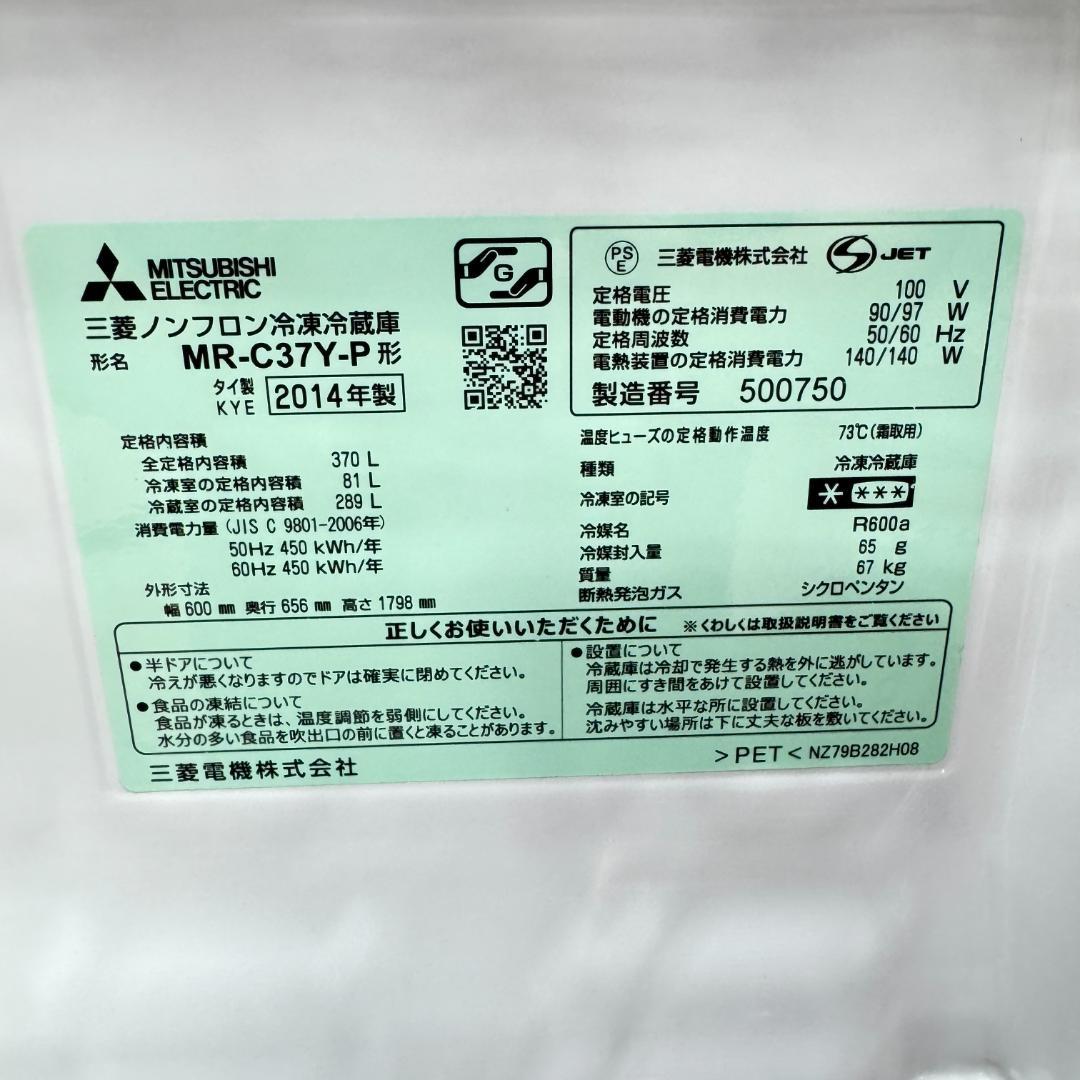 MITSUBISHI
ELECTRIC
三菱ノンフロン冷凍冷蔵庫
形名 MR-C37Y-P 形
タイ製
KYE 2014年製
G
PS
E 三菱電機株式会社 JET
定格電圧 100 V
電動機の定格消費電力 90/97 W
定格周波数 50/60 Hz
電熱装置の定格消費電力 140/140 W
製造番号 500750
定格内容積
全定格内容積 370 L
冷凍室の定格内容積 81 L
冷蔵室の定格内容積 289 L
消費電力量 (JIS C 9801-2006年)
50Hz 450 kWh/年
60Hz 450 kWh/年
外形寸法
幅 600 mm 奥行 656 mm 高さ 1798 mm
温度ヒューズの定格動作温度 73℃(霜取用)
種類 冷凍冷蔵庫
冷凍室の記号 * ***
冷媒名 R600a
冷媒封入量 65 g
質量 67 kg
断熱発泡ガス シクロペンタン
正しくお使いいただくために ※くわしくは取扱説明書をご覧ください
●半ドアについて
冷えが悪くなりますのでドアは確実に閉めてください。
●食品の凍結について
食品が凍るときは、温度調節を弱側にしてください。
水分の多い食品を吹出口の前に置くと凍ることがあります。
●設置について
冷蔵庫は冷却で発生する熱を外に逃がしています。
周囲にすき間をあけて設置してください。
冷蔵庫は水平な所に設置してください。
沈みやすい場所は下に丈夫な板を敷いてください。
三菱電機株式会社
>PET< NZ79B282H08